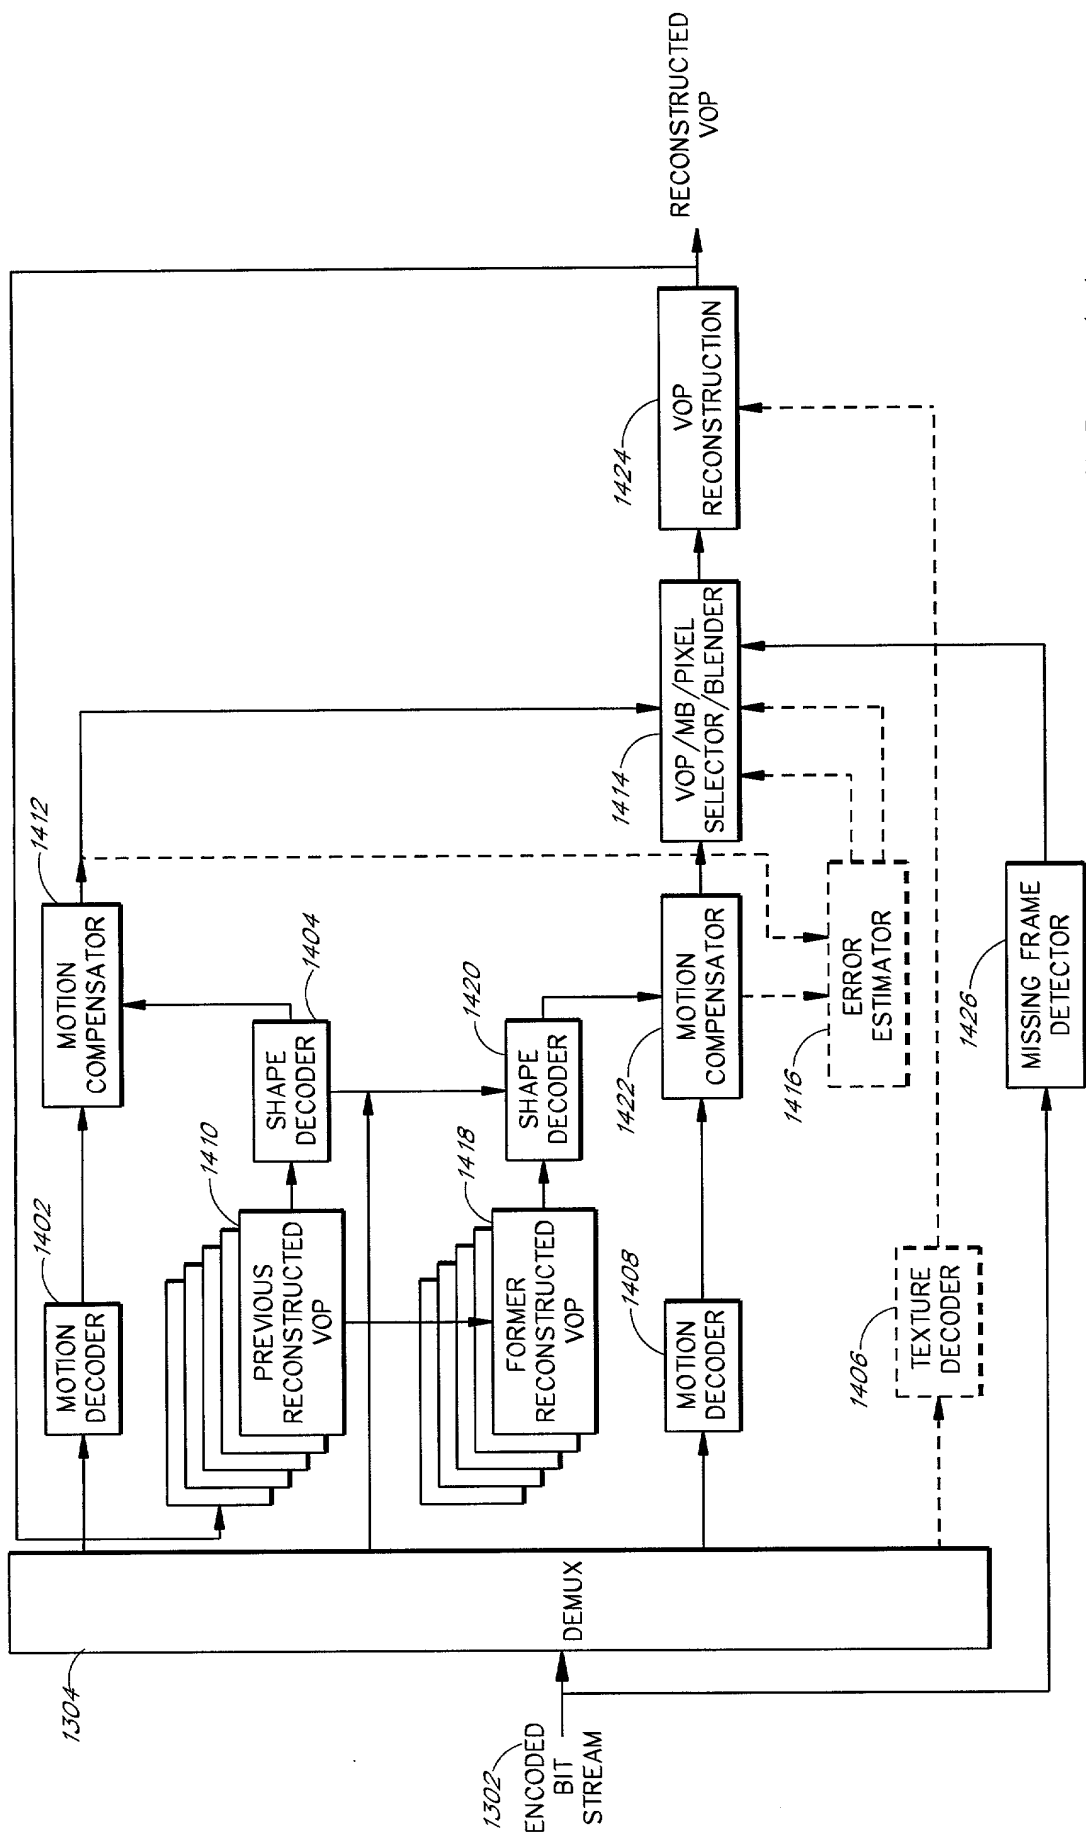 1302
ENCODED
BIT
STREAM
1304
DEMUX
1402
MOTION
DECODER
1412
MOTION
COMPENSATOR
1410
PREVIOUS
RECONSTRUCTED
VOP
1404
SHAPE
DECODER
1418
FORMER
RECONSTRUCTED
VOP
1420
SHAPE
DECODER
1408
MOTION
DECODER
1422
MOTION
COMPENSATOR
1414
VOP/MB/PIXEL
SELECTOR/BLENDER
1424
VOP
RECONSTRUCTION
RECONSTRUCTED
VOP
1416
ERROR
ESTIMATOR
1406
TEXTURE
DECODER
1426
MISSING FRAME
DETECTOR